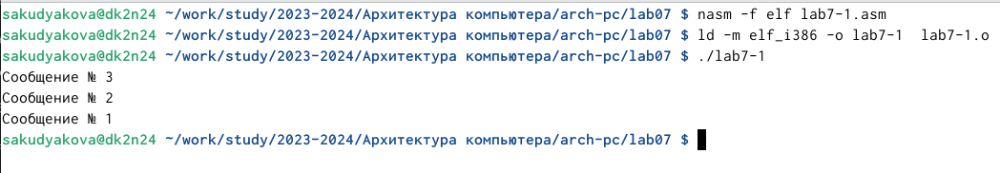 sakudyakova@dk2n24 ~/work/study/2023-2024/Архитектура компьютера/arch-pc/lab07 $ nasm -f elf lab7-1.asm
sakudyakova@dk2n24 ~/work/study/2023-2024/Архитектура компьютера/arch-pc/lab07 $ ld -m elf_i386 -o lab7-1  lab7-1.o
sakudyakova@dk2n24 ~/work/study/2023-2024/Архитектура компьютера/arch-pc/lab07 $ ./lab7-1
Сообщение № 3
Сообщение № 2
Сообщение № 1
sakudyakova@dk2n24 ~/work/study/2023-2024/Архитектура компьютера/arch-pc/lab07 $